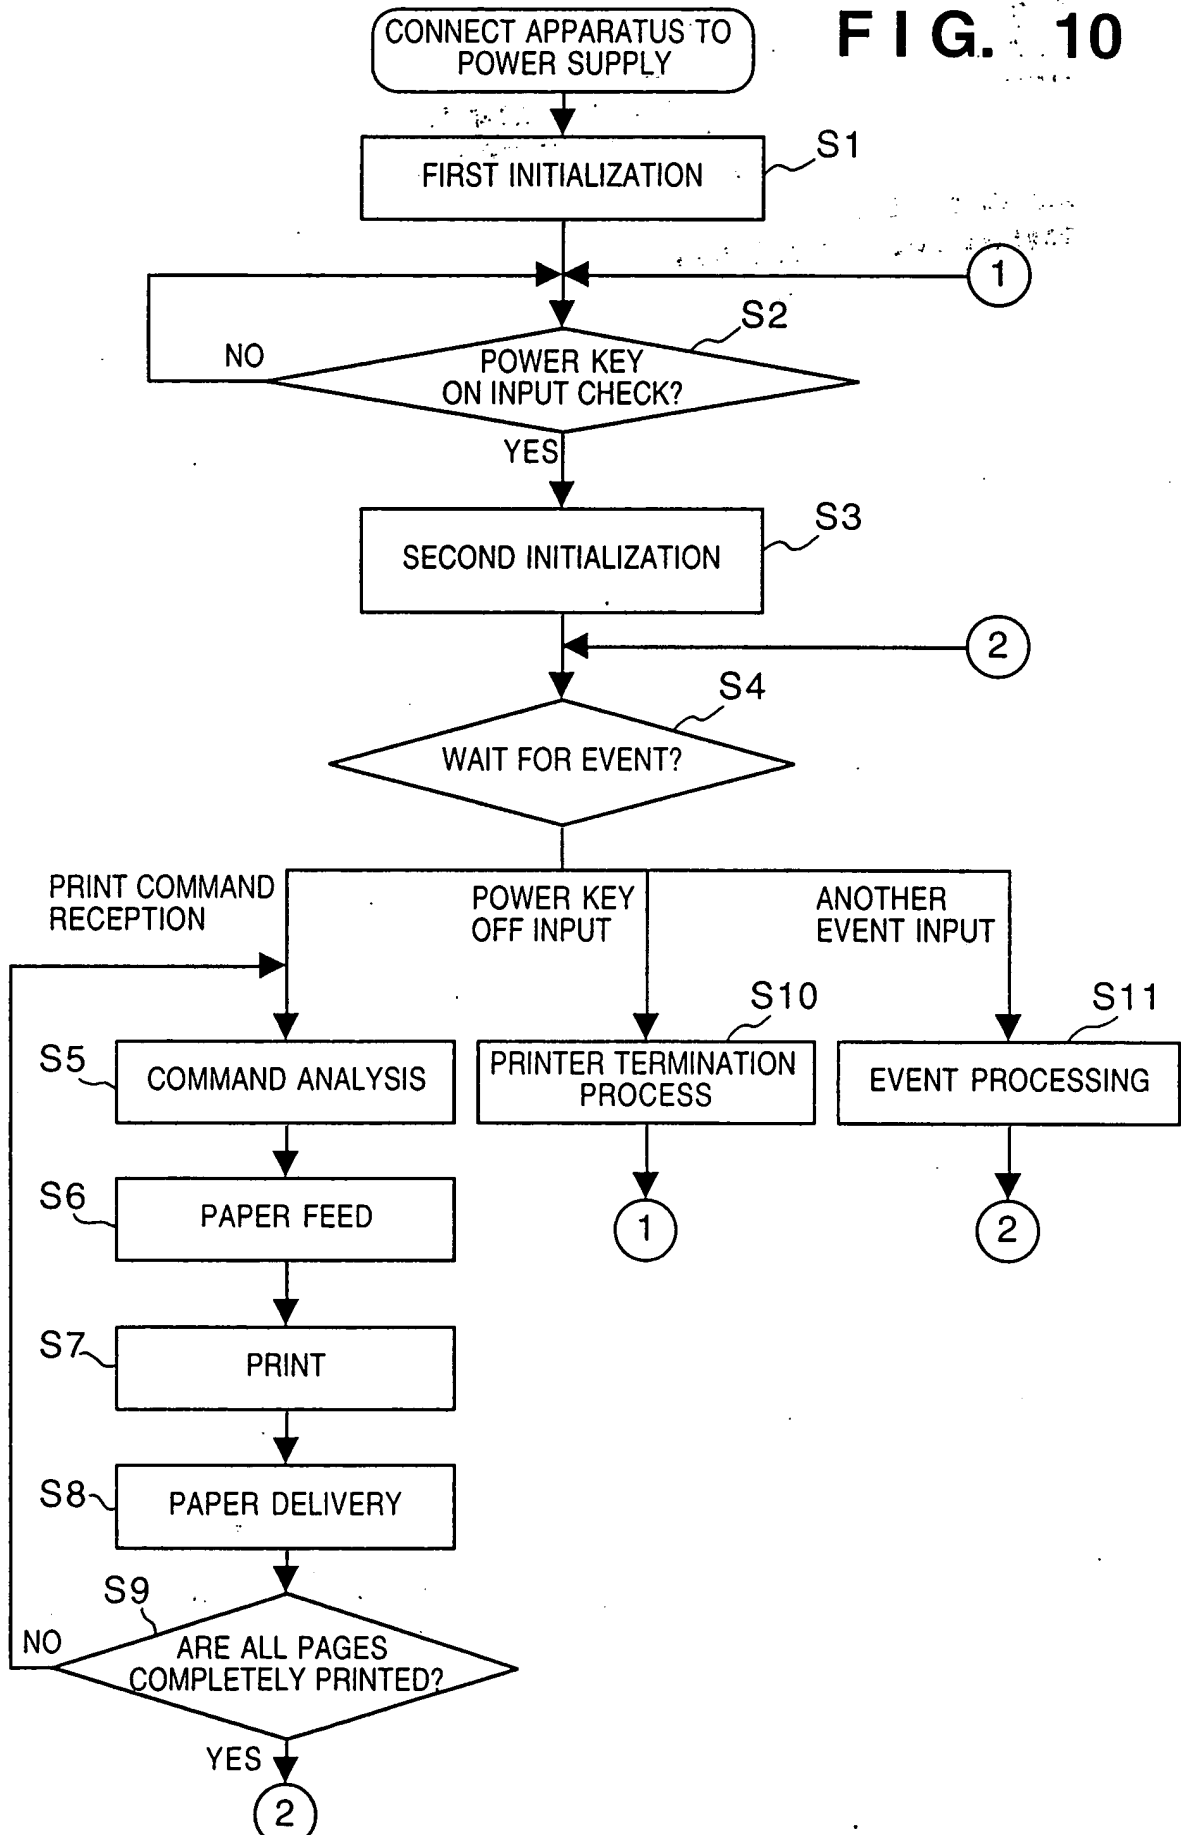 FIG. 10
CONNECT APPARATUS TO
POWER SUPPLY
S1
FIRST INITIALIZATION
1
S2
NO
POWER KEY
ON INPUT CHECK?
YES
S3
SECOND INITIALIZATION
2
S4
WAIT FOR EVENT?
PRINT COMMAND
RECEPTION
POWER KEY
OFF INPUT
ANOTHER
EVENT INPUT
S5
COMMAND ANALYSIS
S10
PRINTER TERMINATION
PROCESS
S11
EVENT PROCESSING
S6
PAPER FEED
1
2
S7
PRINT
S8
PAPER DELIVERY
S9
NO
ARE ALL PAGES
COMPLETELY PRINTED?
YES
2